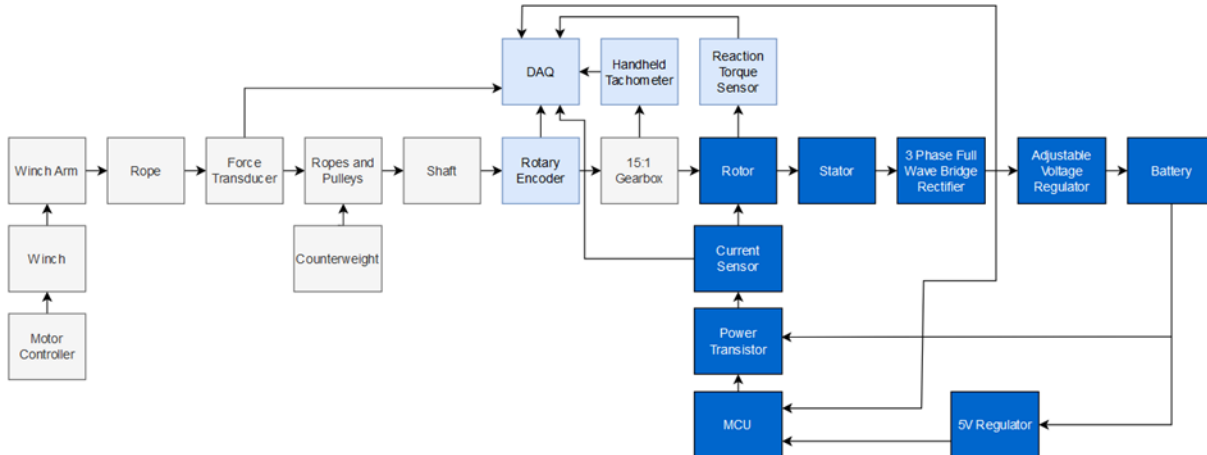 DAQ
Handheld
Tachometer
Reaction
Torque
Sensor
Winch Arm
Rope
Force
Transducer
Ropes and
Pulleys
Shaft
Rotary
Encoder
15:1
Gearbox
Rotor
Stator
3 Phase Full
Wave Bridge
Rectifier
Adjustable
Voltage
Regulator
Battery
Winch
Counterweight
Current
Sensor
Motor
Controller
Power
Transistor
MCU
5V Regulator